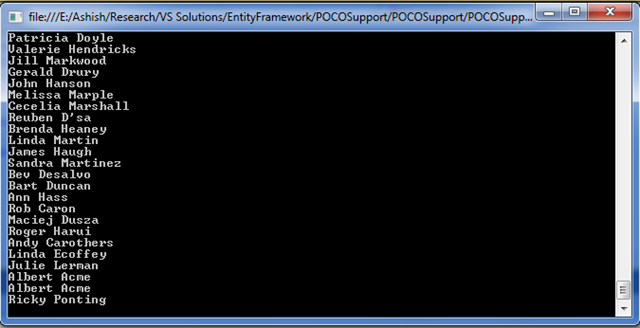 file:///E:/Ashish/Research/VS Solutions/EntityFramework/POCOSupport/POCOSupport/POCOSupp...
Patricia Doyle
Valerie Hendricks
Jill Markwood
Gerald Drury
John Hanson
Melissa Marple
Cecelia Marshall
Reuben D'sa
Brenda Heaney
Linda Martin
James Haugh
Sandra Martinez
Bev Desalvo
Bart Duncan
Ann Hass
Rob Caron
Maciej Dusza
Roger Harui
Andy Carothers
Linda Ecoffey
Julie Lerman
Albert Acme
Albert Acme
Ricky Ponting